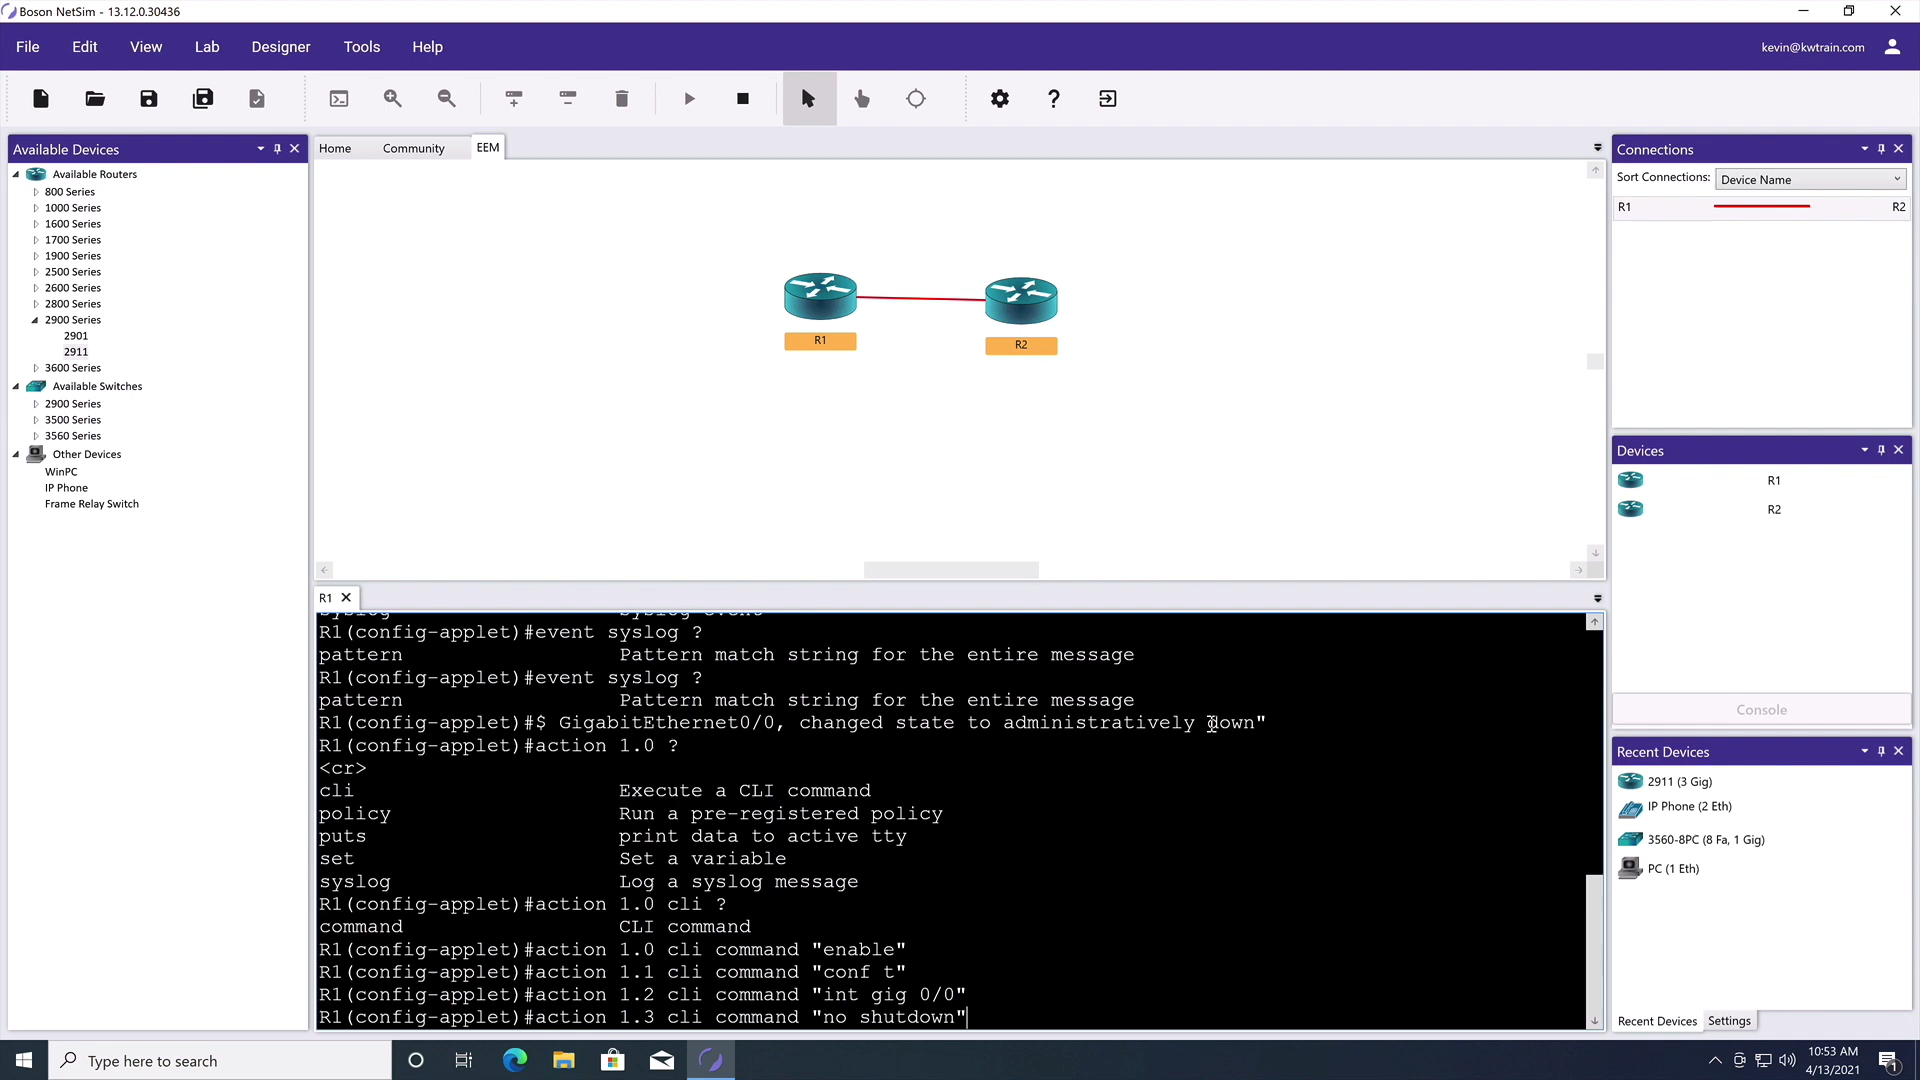 Boson NetSim - 13.12.0.30436
File Edit View Lab Designer Tools Help
kevin@kwtrain.com
Available Devices
Available Routers
800 Series
1000 Series
1600 Series
1700 Series
1900 Series
2500 Series
2600 Series
2800 Series
2900 Series
2901
2911
3600 Series
Available Switches
2900 Series
3500 Series
3560 Series
Other Devices
WinPC
IP Phone
Frame Relay Switch
Home Community EEM
R1
R2
R1
R1(config-applet)#event syslog ?
pattern Pattern match string for the entire message
R1(config-applet)#event syslog ?
pattern Pattern match string for the entire message
R1(config-applet)#$ GigabitEthernet0/0, changed state to administratively down"
R1(config-applet)#action 1.0 ?
<cr>
cli Execute a CLI command
policy Run a pre-registered policy
puts print data to active tty
set Set a variable
syslog Log a syslog message
R1(config-applet)#action 1.0 cli ?
command CLI command
R1(config-applet)#action 1.0 cli command "enable"
R1(config-applet)#action 1.1 cli command "conf t"
R1(config-applet)#action 1.2 cli command "int gig 0/0"
R1(config-applet)#action 1.3 cli command "no shutdown"
Connections
Sort Connections: Device Name
R1 R2
Devices
R1
R2
Console
Recent Devices
2911 (3 Gig)
IP Phone (2 Eth)
3560-8PC (8 Fa, 1 Gig)
PC (1 Eth)
Recent Devices Settings
Type here to search
10:53 AM
4/13/2021
1